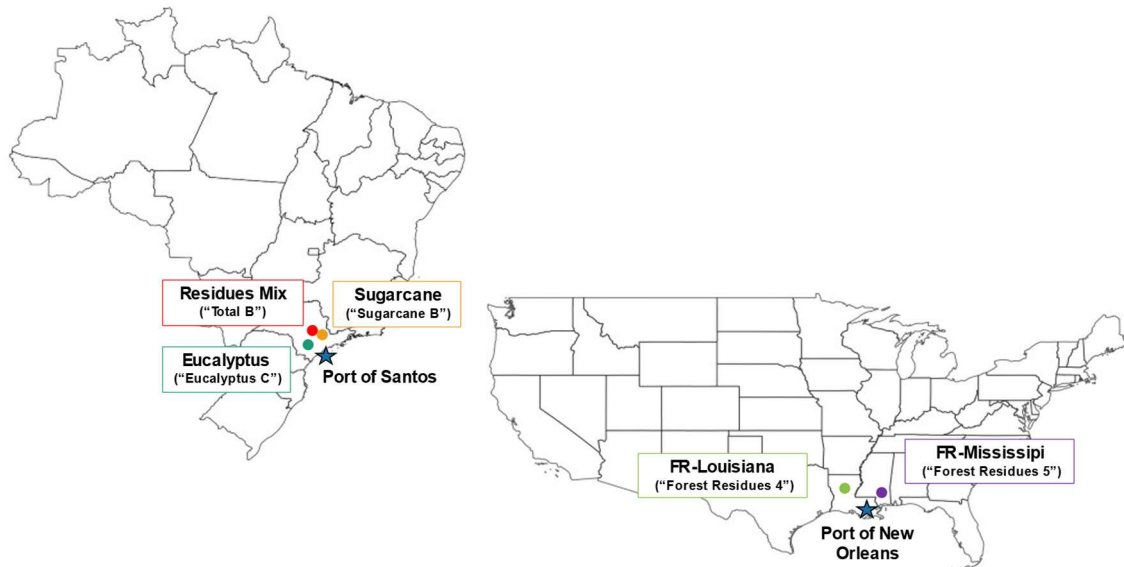 Residues Mix
("Total B")
Sugarcane
("Sugarcane B")
Eucalyptus
("Eucalyptus C")
Port of Santos
FR-Louisiana
("Forest Residues 4")
FR-Mississipi
("Forest Residues 5")
Port of New
Orleans